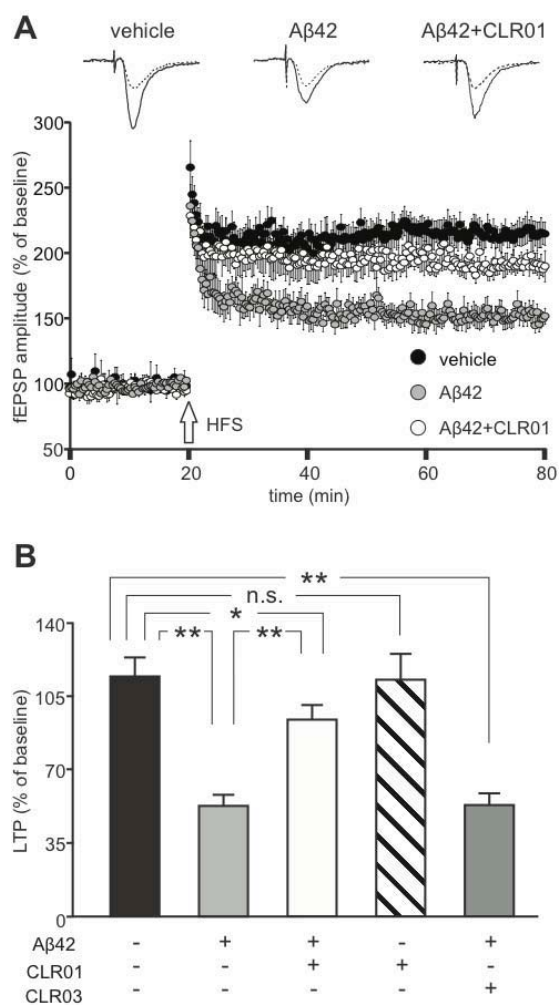 A
vehicle Aβ42 Aβ42+CLR01
300
250
200
150
100
50
fEPSP amplitude (% of baseline)
vehicle
Aβ42
Aβ42+CLR01
HFS
0 20 40 60 80
time (min)
B
**
n.s.
*
** **
140
105
70
35
0
LTP (% of baseline)
Aβ42 - + + - +
CLR01 - - + + -
CLR03 - - - - +